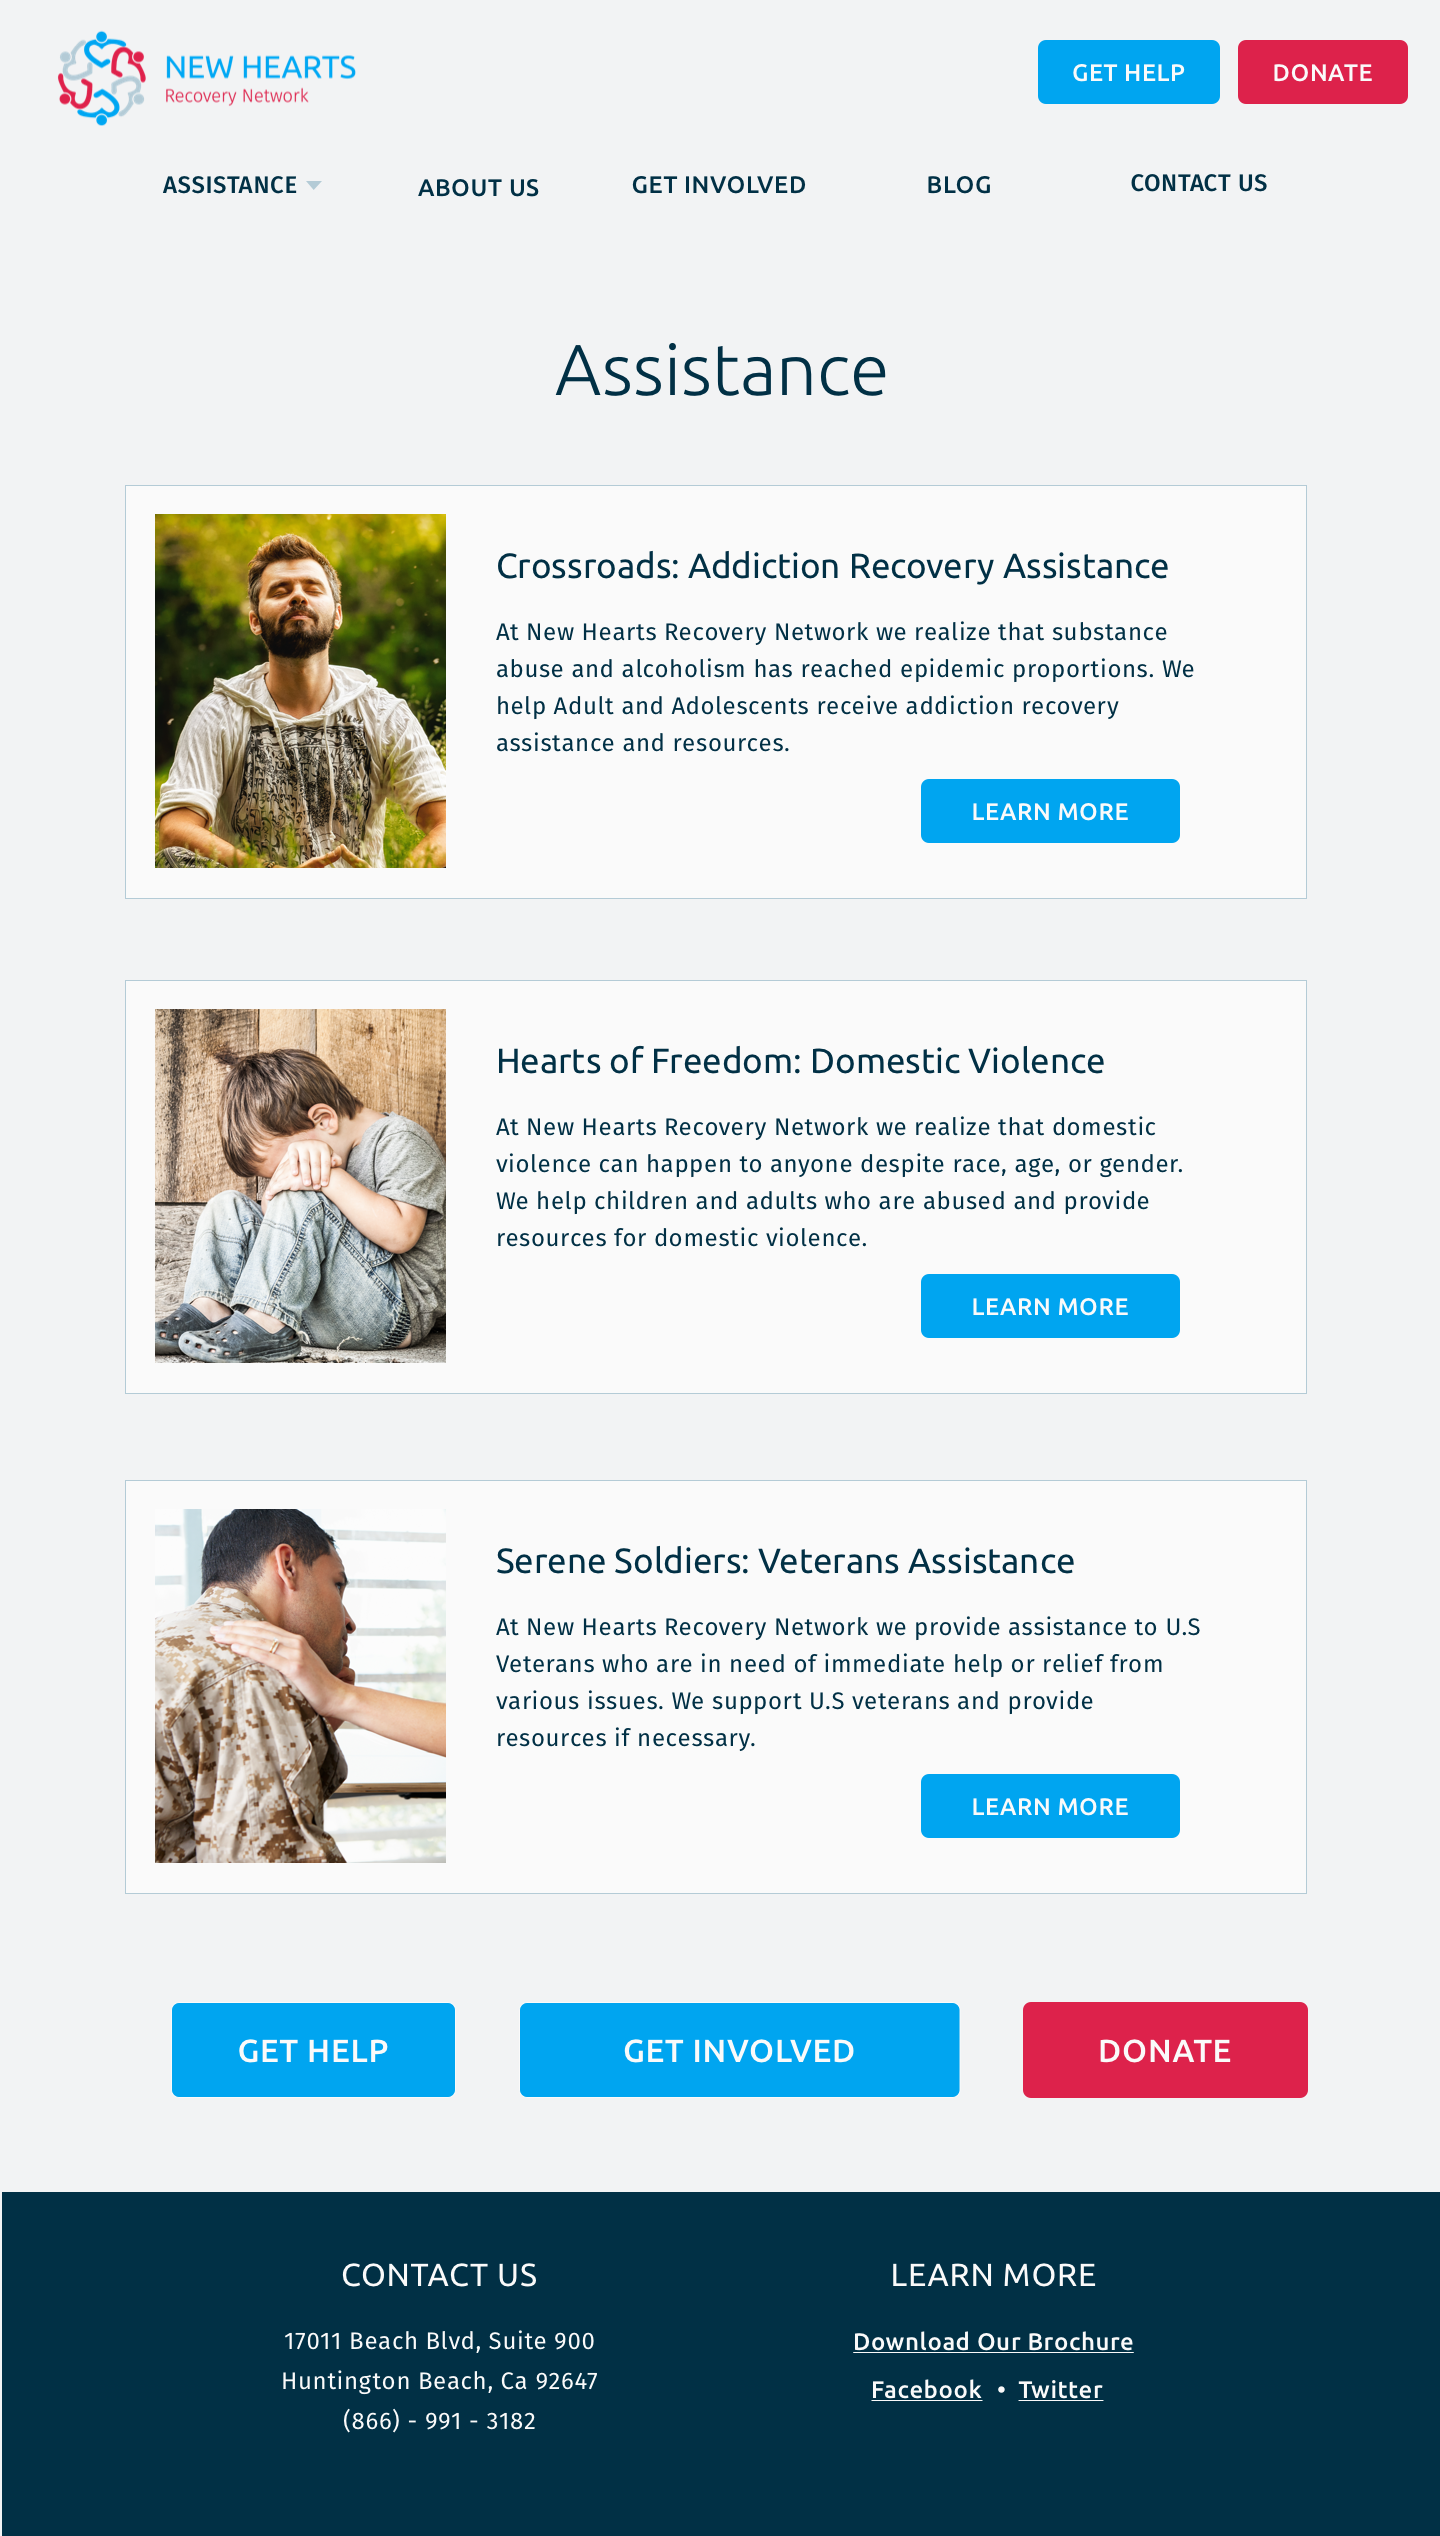 NEW HEARTS
Recovery Network
GET HELP
DONATE
ASSISTANCE
ABOUT US
GET INVOLVED
BLOG
CONTACT US
Assistance
Crossroads: Addiction Recovery Assistance
At New Hearts Recovery Network we realize that substance
abuse and alcoholism has reached epidemic proportions. We
help Adult and Adolescents receive addiction recovery
assistance and resources.
LEARN MORE
Hearts of Freedom: Domestic Violence
At New Hearts Recovery Network we realize that domestic
violence can happen to anyone despite race, age, or gender.
We help children and adults who are abused and provide
resources for domestic violence.
LEARN MORE
Serene Soldiers: Veterans Assistance
At New Hearts Recovery Network we provide assistance to U.S
Veterans who are in need of immediate help or relief from
various issues. We support U.S veterans and provide
resources if necessary.
LEARN MORE
GET HELP
GET INVOLVED
DONATE
CONTACT US
17011 Beach Blvd, Suite 900
Huntington Beach, Ca 92647
(866) - 991 - 3182
LEARN MORE
Download Our Brochure
Facebook • Twitter